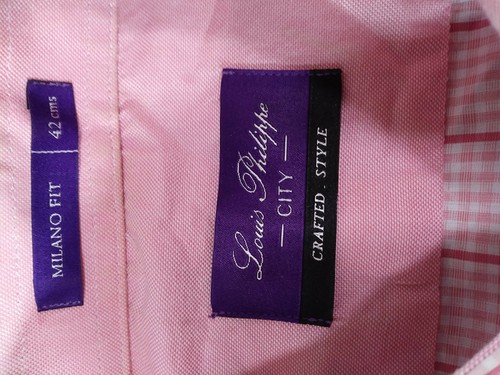 Louis Philippe
CITY
CRAFTED . STYLE
MILANO FIT
42 cms